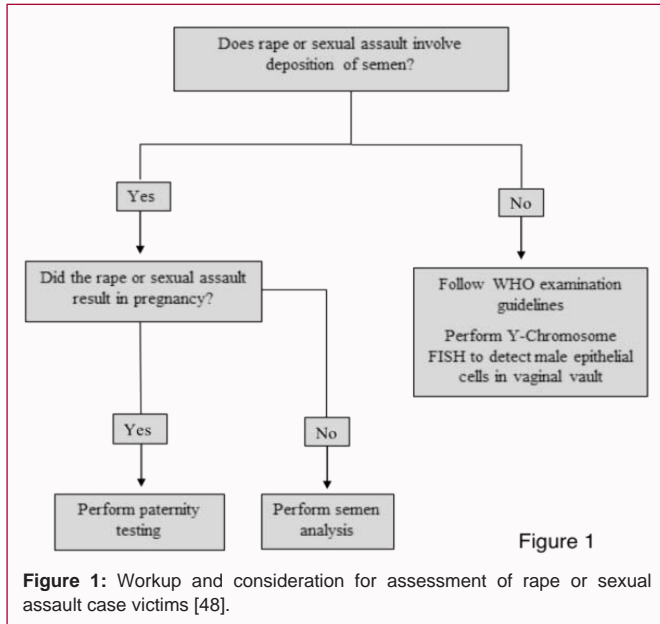 Does rape or sexual assault involve
deposition of semen?
Yes
No
Did the rape or sexual assault
result in pregnancy?
Follow WHO examination
guidelines
Perform Y-Chromosome
FISH to detect male epithelial
cells in vaginal vault
Yes
No
Perform paternity
testing
Perform semen
analysis
Figure 1
Figure 1: Workup and consideration for assessment of rape or sexual
assault case victims [48].